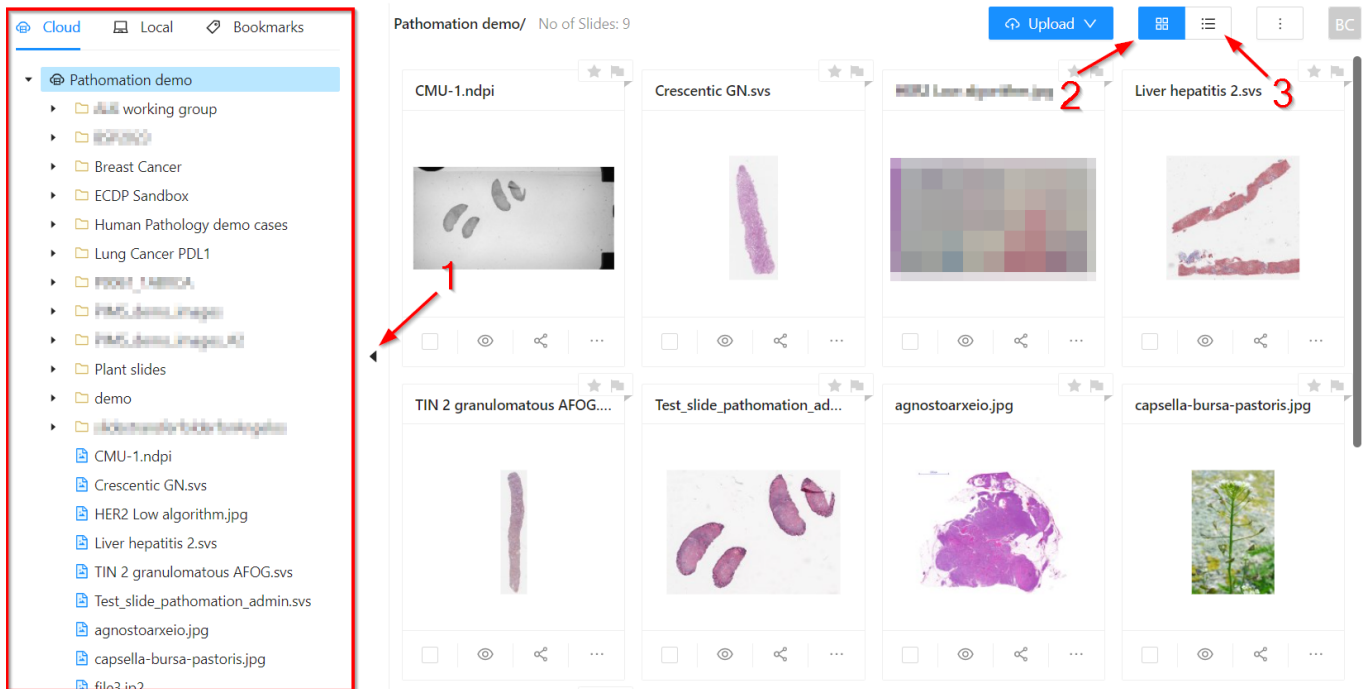 Cloud Local Bookmarks
Pathomation demo
working group
Breast Cancer
ECDP Sandbox
Human Pathology demo cases
Lung Cancer PDL1
Plant slides
demo
CMU-1.ndpi
Crescentic GN.svs
HER2 Low algorithm.jpg
Liver hepatitis 2.svs
TIN 2 granulomatous AFOG.svs
Test_slide_pathomation_admin.svs
agnostoarxeio.jpg
capsella-bursa-pastoris.jpg
file3.jp2
Pathomation demo/ No of Slides: 9
Upload
BC
2
3
CMU-1.ndpi
Crescentic GN.svs
Liver hepatitis 2.svs
1
TIN 2 granulomatous AFOG....
Test_slide_pathomation_ad...
agnostoarxeio.jpg
capsella-bursa-pastoris.jpg